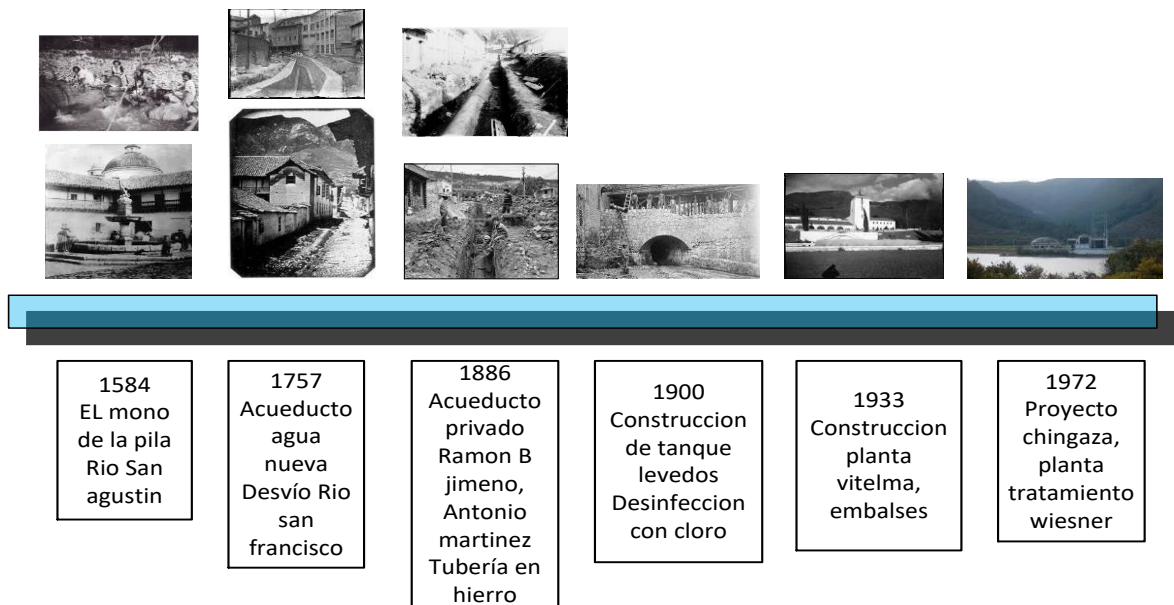 1584
EL mono
de la pila
Rio San
agustin
1757
Acueducto
agua
nueva
Desvío Rio
san
francisco
1886
Acueducto
privado
Ramon B
jimeno,
Antonio
martinez
Tubería en
hierro
1900
Construccion
de tanque
levedos
Desinfeccion
con cloro
1933
Construccion
planta
vitelma,
embalses
1972
Proyecto
chingaza,
planta
tratamiento
wiesner